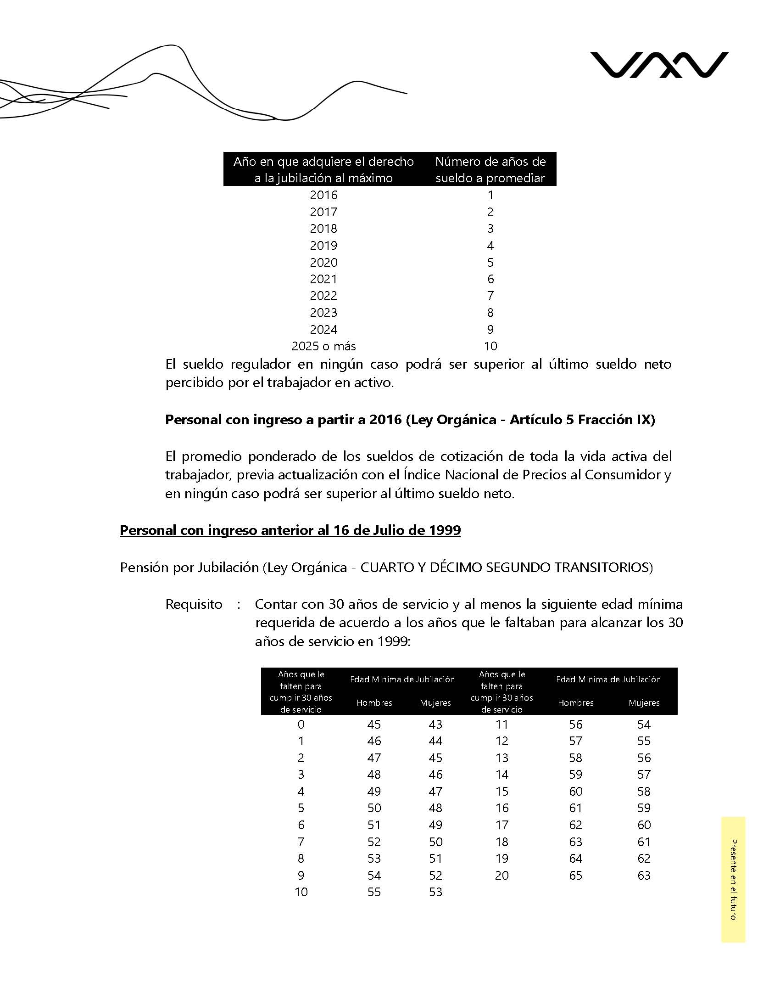 Año en que adquiere el derecho a la jubilación al máximo Número de años de sueldo a promediar
2016 1
2017 2
2018 3
2019 4
2020 5
2021 6
2022 7
2023 8
2024 9
2025 o más 10
El sueldo regulador en ningún caso podrá ser superior al último sueldo neto
percibido por el trabajador en activo.
Personal con ingreso a partir a 2016 (Ley Orgánica - Artículo 5 Fracción IX)
El promedio ponderado de los sueldos de cotización de toda la vida activa del
trabajador, previa actualización con el Índice Nacional de Precios al Consumidor y
en ningún caso podrá ser superior al último sueldo neto.
Personal con ingreso anterior al 16 de Julio de 1999
Pensión por Jubilación (Ley Orgánica - CUARTO Y DÉCIMO SEGUNDO TRANSITORIOS)
Requisito : Contar con 30 años de servicio y al menos la siguiente edad mínima
requerida de acuerdo a los años que le faltaban para alcanzar los 30
años de servicio en 1999:
Años que le falten para cumplir 30 años de servicio Edad Mínima de Jubilación Años que le falten para cumplir 30 años de servicio Edad Mínima de Jubilación
Hombres Mujeres Hombres Mujeres
0 45 43 11 56 54
1 46 44 12 57 55
2 47 45 13 58 56
3 48 46 14 59 57
4 49 47 15 60 58
5 50 48 16 61 59
6 51 49 17 62 60
7 52 50 18 63 61
8 53 51 19 64 62
9 54 52 20 65 63
10 55 53
Presente en el futuro